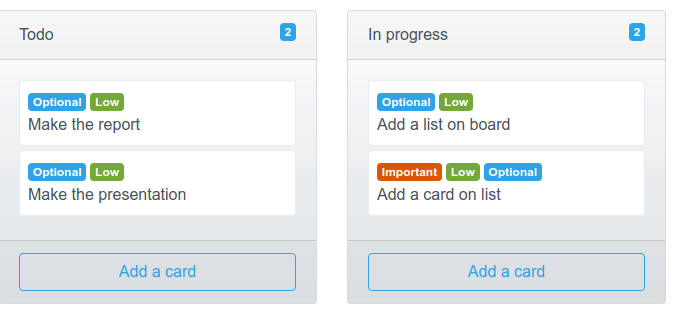 Todo 2
Optional Low
Make the report
Optional Low
Make the presentation
Add a card
In progress 2
Optional Low
Add a list on board
Important Low Optional
Add a card on list
Add a card